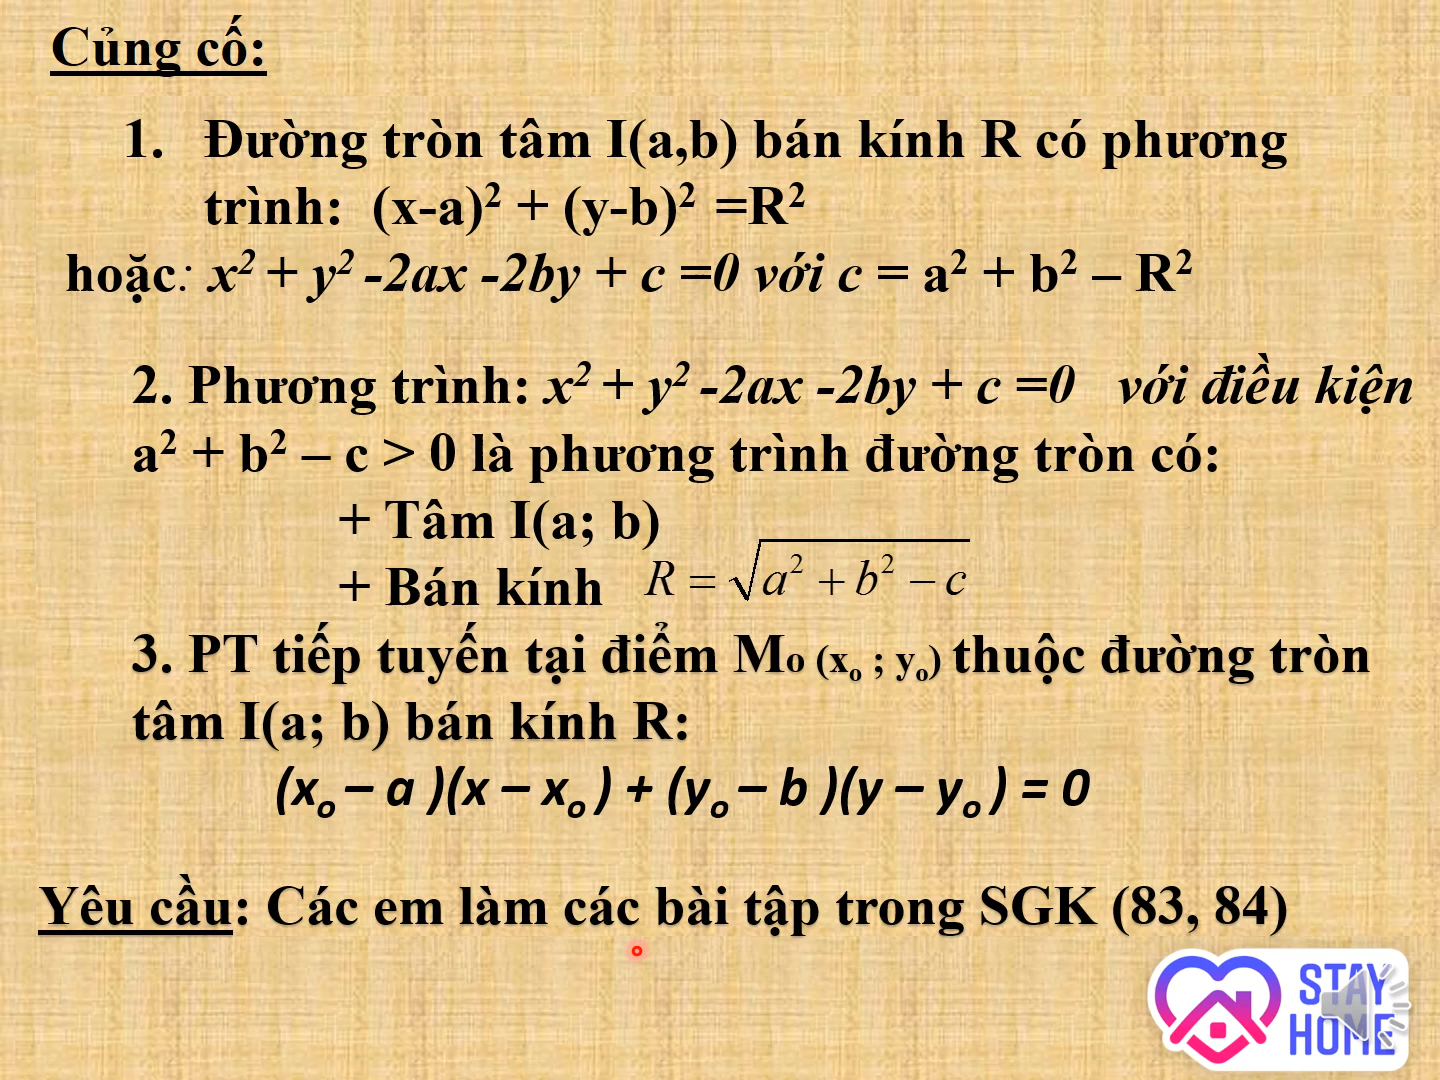 Củng cố:
1. Đường tròn tâm I(a,b) bán kính R có phương
trình: (x-a)² + (y-b)² =R²
hoặc: x² + y² -2ax -2by + c =0 với c = a² + b² – R²
2. Phương trình: x² + y² -2ax -2by + c =0 với điều kiện
a² + b² – c > 0 là phương trình đường tròn có:
+ Tâm I(a; b)
+ Bán kính R = √(a² + b² − c)
3. PT tiếp tuyến tại điểm Mo (xₒ ; yₒ) thuộc đường tròn
tâm I(a; b) bán kính R:
(xₒ – a )(x – xₒ ) + (yₒ – b )(y – yₒ ) = 0
Yêu cầu: Các em làm các bài tập trong SGK (83, 84)
STAY
HOME